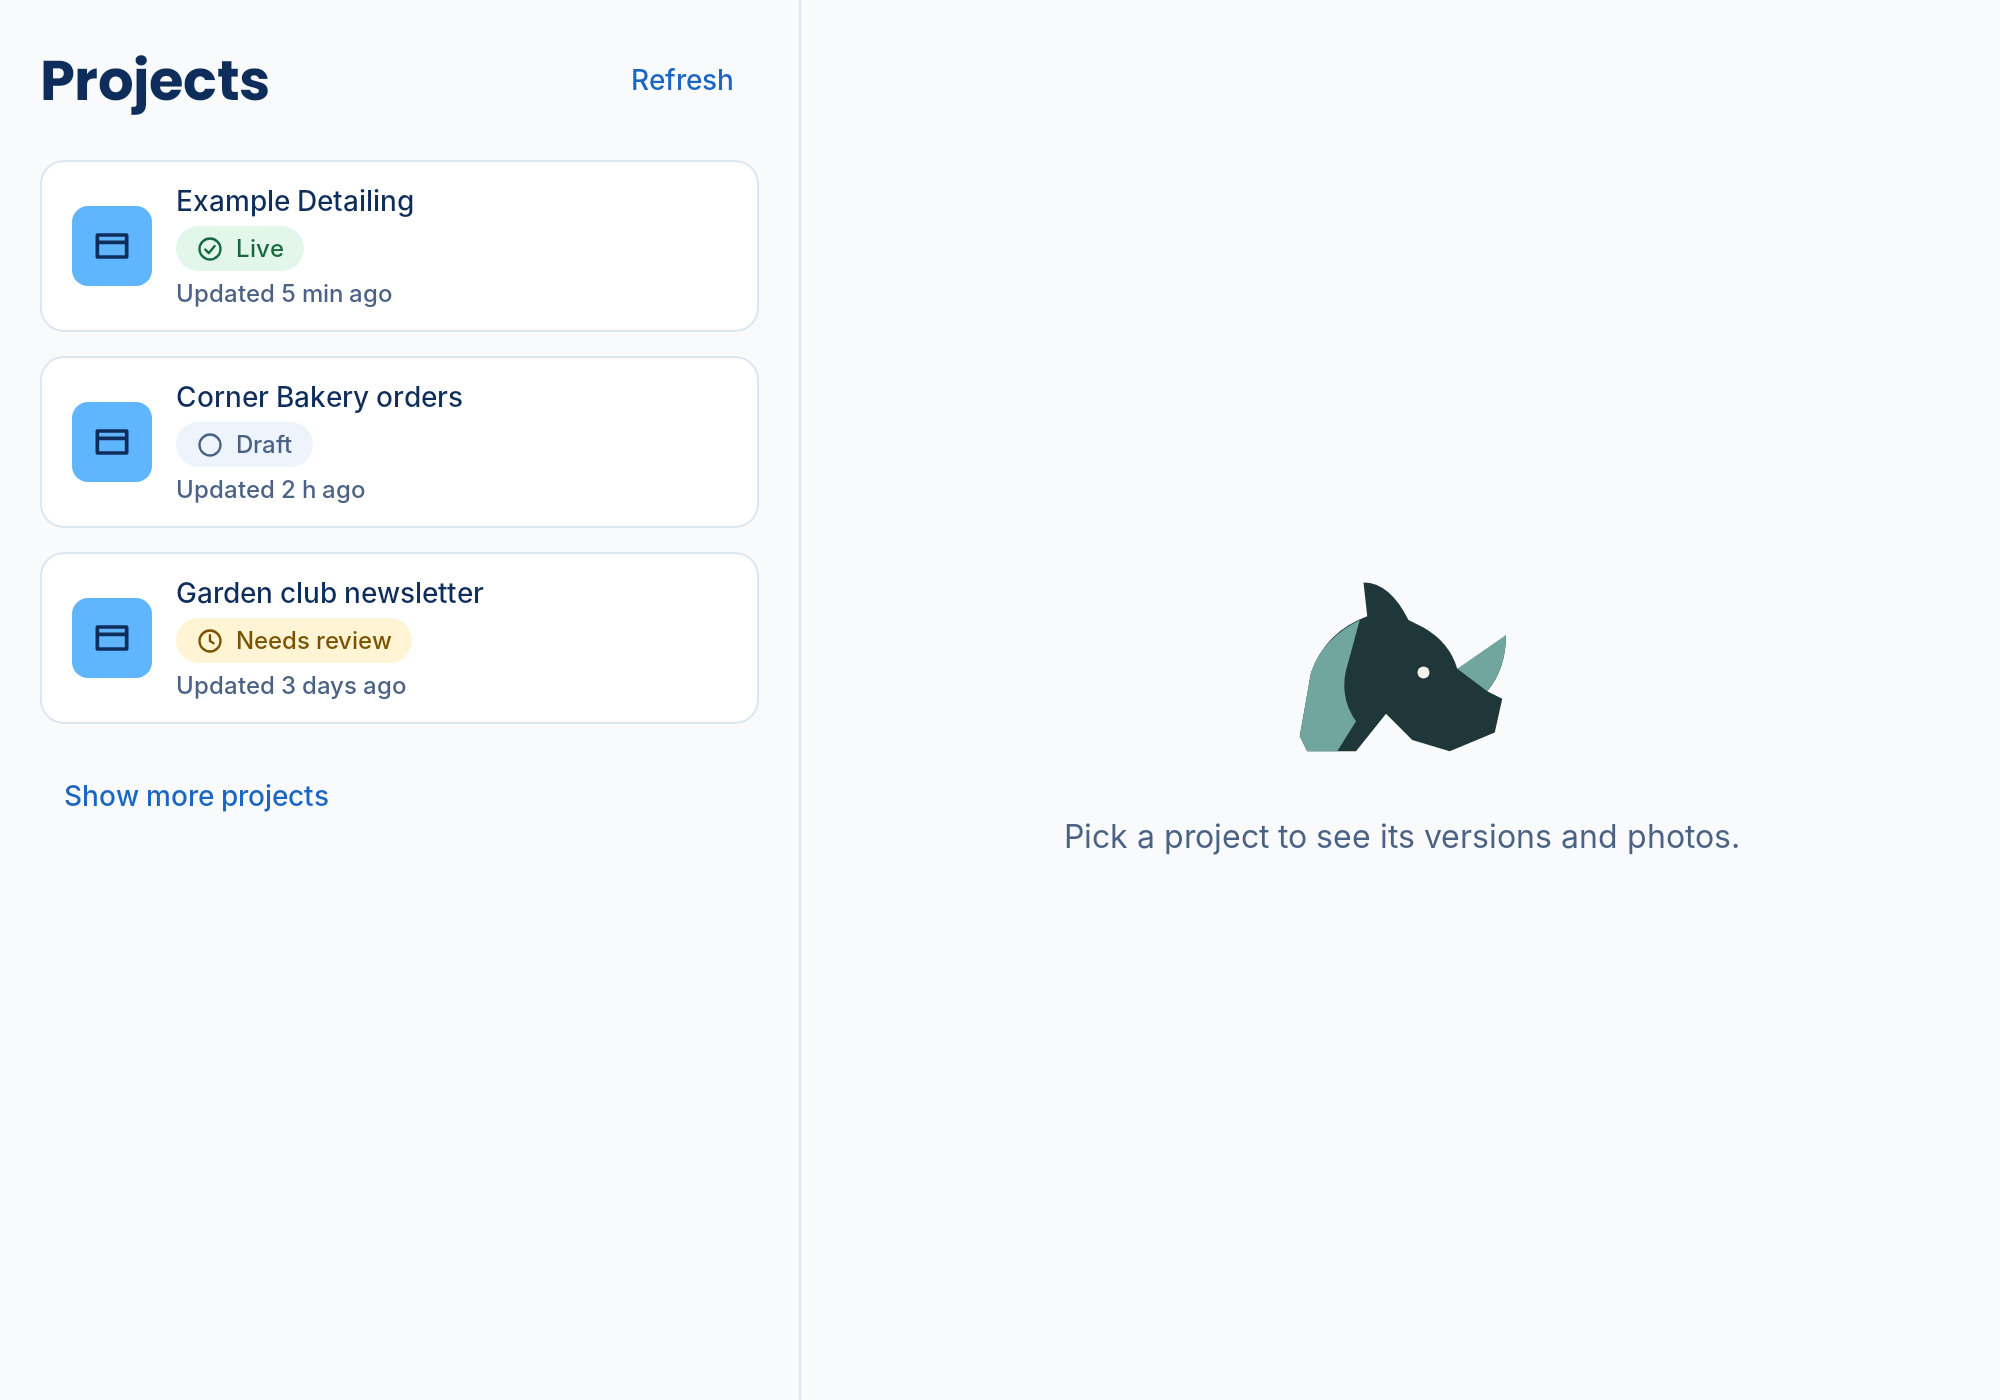 Projects
Refresh
Example Detailing
Live
Updated 5 min ago
Corner Bakery orders
Draft
Updated 2 h ago
Garden club newsletter
Needs review
Updated 3 days ago
Show more projects
Pick a project to see its versions and photos.